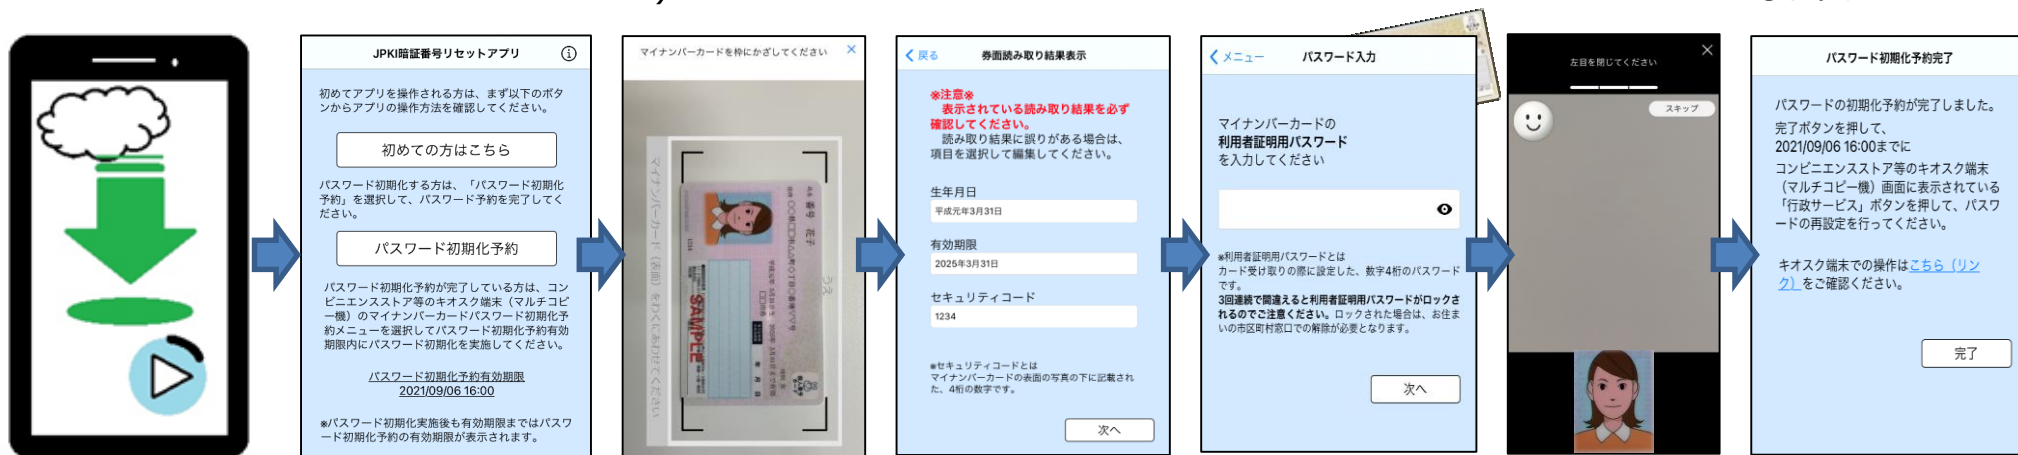 JPKI暗証番号リセットアプリ
初めてアプリを操作される方は、まず以下のボタ
ンからアプリの操作方法を確認してください。
初めての方はこちら
パスワード初期化する方は、「パスワード初期化
予約」を選択して、パスワード予約を完了してく
ださい。
パスワード初期化予約
パスワード初期化予約が完了している方は、コン
ビニエンスストア等のキオスク端末（マルチコピ
ー機）のマイナンバーカードパスワード初期化予
約メニューを選択してパスワード初期化予約有効
期限内にパスワード初期化を実施してください。
パスワード初期化予約有効期限
2021/09/06 16:00
※パスワード初期化実施後も有効期限まではパスワ
ード初期化予約の有効期限が表示されます。
マイナンバーカードを枠にかざしてください
うえ
マイナンバーカード（表面）をわくにあわせてください
番号 花子
SAMPLE
1234
戻る
券面読み取り結果表示
※注意※
表示されている読み取り結果を必ず
確認してください。
読み取り結果に誤りがある場合は、
項目を選択して編集してください。
生年月日
平成元年3月31日
有効期限
2025年3月31日
セキュリティコード
1234
※セキュリティコードとは
マイナンバーカードの表面の写真の下に記載され
た、4桁の数字です。
次へ
メニュー
パスワード入力
マイナンバーカードの
利用者証明用パスワード
を入力してください
※利用者証明用パスワードとは
カード受け取りの際に設定した、数字4桁のパスワード
です。
3回連続で間違えると利用者証明用パスワードがロックさ
れるのでご注意ください。ロックされた場合は、お住ま
いの市区町村窓口での解除が必要となります。
次へ
左目を閉じてください
スキップ
パスワード初期化予約完了
パスワードの初期化予約が完了しました。
完了ボタンを押して、
2021/09/06 16:00までに
コンビニエンスストア等のキオスク端末
（マルチコピー機）画面に表示されている
「行政サービス」ボタンを押して、パスワ
ードの再設定を行ってください。
キオスク端末での操作はこちら（リン
ク）をご確認ください。
完了